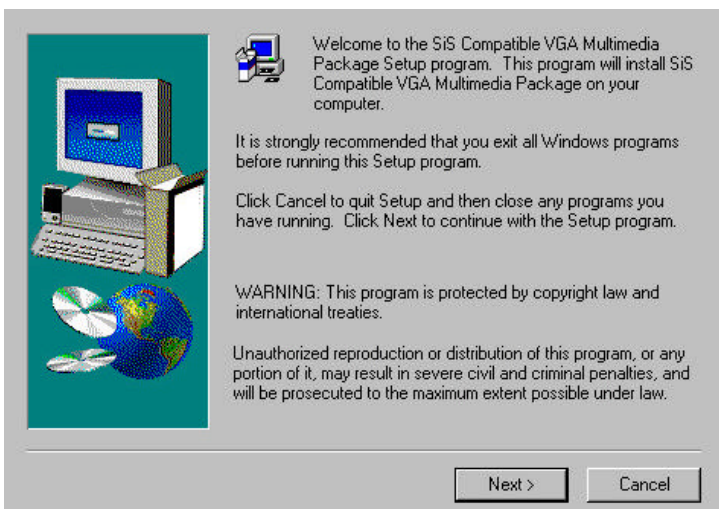 Welcome to the SiS Compatible VGA Multimedia
Package Setup program.  This program will install SiS
Compatible VGA Multimedia Package on your
computer.
It is strongly recommended that you exit all Windows programs
before running this Setup program.
Click Cancel to quit Setup and then close any programs you
have running.  Click Next to continue with the Setup program.
WARNING: This program is protected by copyright law and
international treaties.
Unauthorized reproduction or distribution of this program, or any
portion of it, may result in severe civil and criminal penalties, and
will be prosecuted to the maximum extent possible under law.
Next >
Cancel